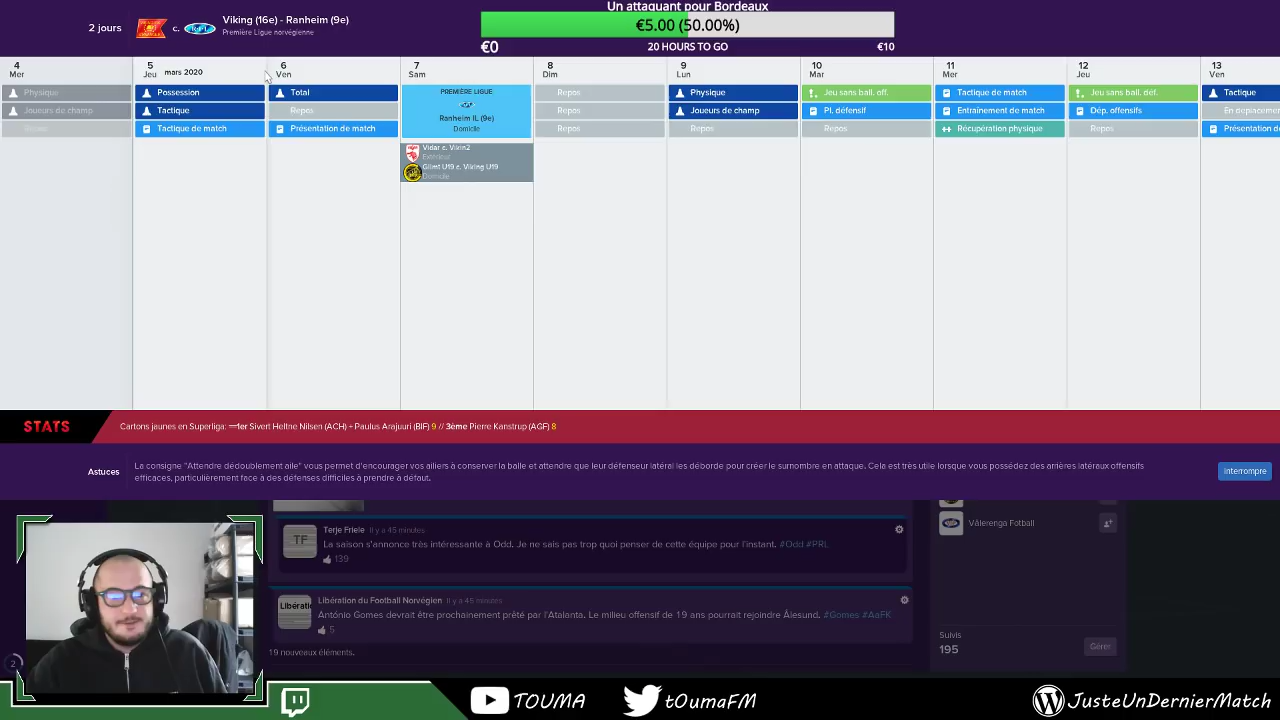 Un attaquant pour Bordeaux
€5.00 (50.00%)
€0 20 HOURS TO GO €10
2 jours
c.
Viking (16e) - Ranheim (9e)
Première Ligue norvégienne
4 Mer
5 Jeu mars 2020
6 Ven
7 Sam
8 Dim
9 Lun
10 Mar
11 Mer
12 Jeu
13 Ven
Physique
Joueurs de champ
Repos
Possession
Tactique
Tactique de match
Total
Repos
Présentation de match
PREMIÈRE LIGUE
Ranheim IL (9e)
Domicile
Vidar c. Vikin2
Extérieur
Glimt U19 c. Viking U19
Domicile
Repos
Repos
Repos
Physique
Joueurs de champ
Repos
Jeu sans ball. off.
Pl. défensif
Repos
Tactique de match
Entraînement de match
Récupération physique
Jeu sans ball. déf.
Dép. offensifs
Repos
Tactique
En déplacement
Présentation de
STATS
Cartons jaunes en Superliga: 1er Sivert Heltne Nilsen (ACH) + Paulus Arajuuri (BIF) 9 // 3ème Pierre Kanstrup (AGF) 8
Astuces
La consigne "Attendre dédoublement aile" vous permet d'encourager vos ailiers à conserver la balle et attendre que leur défenseur latéral les déborde pour créer le surnombre en attaque. Cela est très utile lorsque vous possédez des arrières latéraux offensifs
efficaces, particulièrement face à des défenses difficiles à prendre à défaut.
Interrompre
TF
Terje Friele Il y a 45 minutes
La saison s'annonce très intéressante à Odd. Je ne sais pas trop quoi penser de cette équipe pour l'instant. #Odd #PRL
139
Libérati
Libération du Football Norvégien Il y a 45 minutes
António Gomes devrait être prochainement prêté par l'Atalanta. Le milieu offensif de 19 ans pourrait rejoindre Ålesund. #Gomes #AaFK
5
19 nouveaux éléments.
Vålerenga Fotball
Suivis
195
Gérer
2
TOUMA
tOumaFM
JusteUnDernierMatch